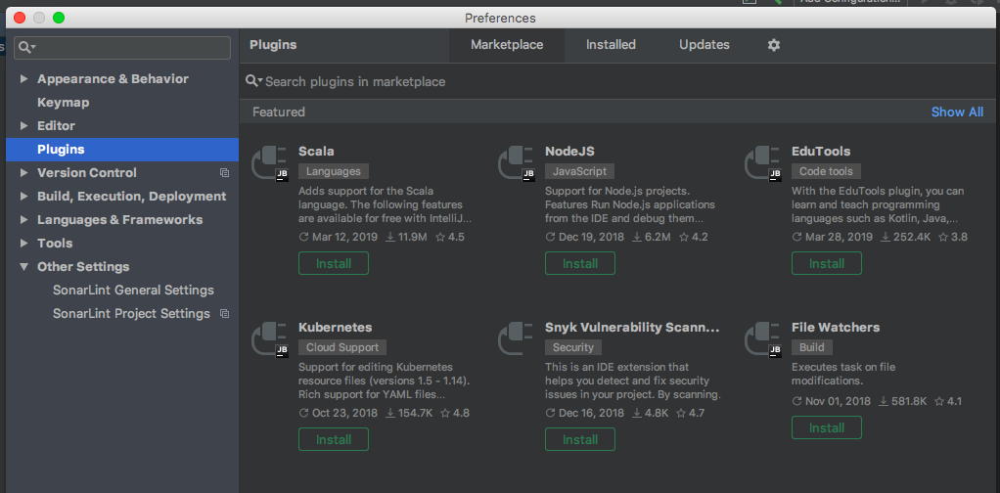 Preferences
Plugins
Marketplace
Installed
Updates
Appearance & Behavior
Keymap
Editor
Plugins
Version Control
Build, Execution, Deployment
Languages & Frameworks
Tools
Other Settings
SonarLint General Settings
SonarLint Project Settings
Search plugins in marketplace
Featured
Show All
Scala
Languages
Adds support for the Scala
language. The following features
are available for free with IntelliJ...
Mar 12, 2019 11.9M 4.5
Install
JB
NodeJS
JavaScript
Support for Node.js projects.
Features Run Node.js applications
from the IDE and debug them...
Dec 19, 2018 6.2M 4.2
Install
JB
EduTools
Code tools
With the EduTools plugin, you can
learn and teach programming
languages such as Kotlin, Java,...
Mar 28, 2019 252.4K 3.8
Install
JB
Kubernetes
Cloud Support
Support for editing Kubernetes
resource files (versions 1.5 - 1.14).
Rich support for YAML files...
Oct 23, 2018 154.7K 4.8
Install
JB
Snyk Vulnerability Scann...
Security
This is an IDE extension that
helps you detect and fix security
issues in your project. By scanning.
Dec 16, 2018 4.8K 4.7
Install
File Watchers
Build
Executes task on file
modifications.
Nov 01, 2018 581.8K 4.1
Install
JB